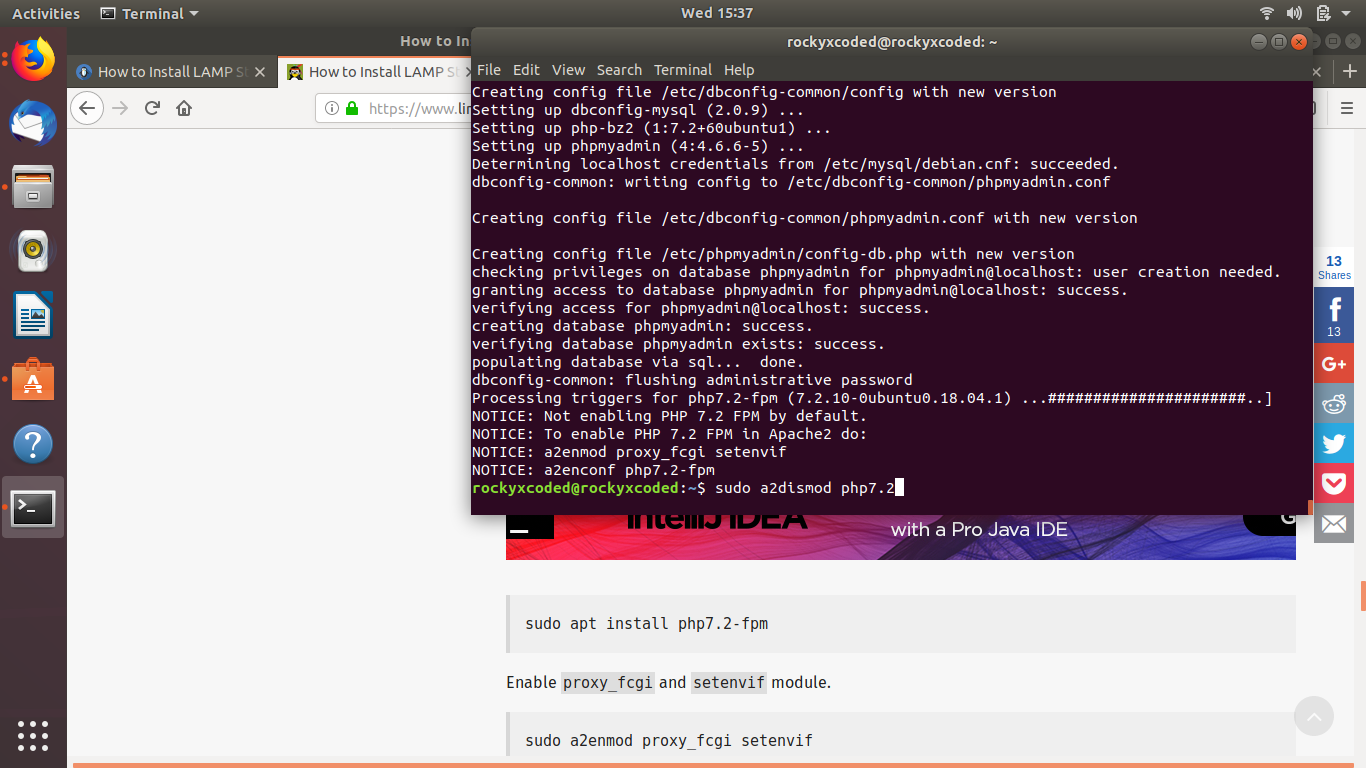 Activities Terminal Wed 15:37
How to In
rockyxcoded@rockyxcoded: ~
How to Install LAMP S
How to Install LAMP St
File Edit View Search Terminal Help
https://www.lin
Creating config file /etc/dbconfig-common/config with new version
Setting up dbconfig-mysql (2.0.9) ...
Setting up php-bz2 (1:7.2+60ubuntu1) ...
Setting up phpmyadmin (4:4.6.6-5) ...
Determining localhost credentials from /etc/mysql/debian.cnf: succeeded.
dbconfig-common: writing config to /etc/dbconfig-common/phpmyadmin.conf
Creating config file /etc/dbconfig-common/phpmyadmin.conf with new version
Creating config file /etc/phpmyadmin/config-db.php with new version
checking privileges on database phpmyadmin for phpmyadmin@localhost: user creation needed.
granting access to database phpmyadmin for phpmyadmin@localhost: success.
verifying access for phpmyadmin@localhost: success.
creating database phpmyadmin: success.
verifying database phpmyadmin exists: success.
populating database via sql...  done.
dbconfig-common: flushing administrative password
Processing triggers for php7.2-fpm (7.2.10-0ubuntu0.18.04.1) ...######################..]
NOTICE: Not enabling PHP 7.2 FPM by default.
NOTICE: To enable PHP 7.2 FPM in Apache2 do:
NOTICE: a2enmod proxy_fcgi setenvif
NOTICE: a2enconf php7.2-fpm
rockyxcoded@rockyxcoded:~$ sudo a2dismod php7.2
13
Shares
13
G+
IntelliJ IDEA
with a Pro Java IDE
sudo apt install php7.2-fpm
Enable proxy_fcgi and setenvif module.
sudo a2enmod proxy_fcgi setenvif